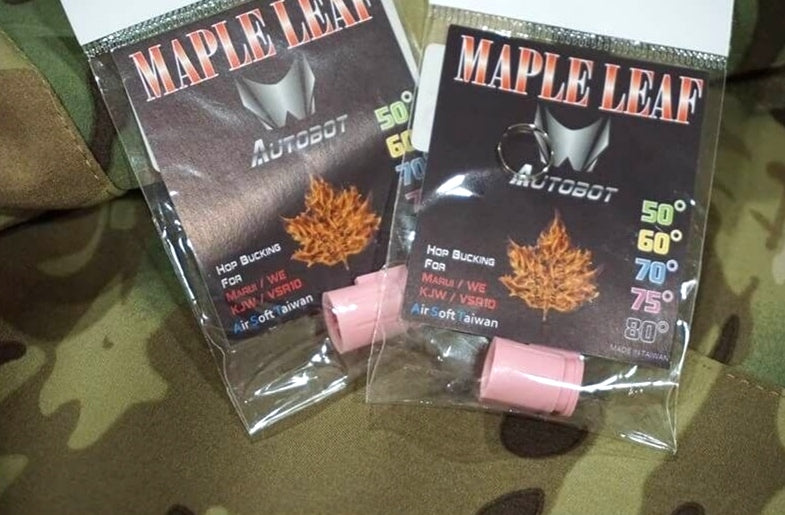 MAPLE LEAF
AUTOBOT
50°
60
70
HOP BUCKING
FOR
MARUI / WE
KJW / VSR10
AirSoft Taiwan
MAPLE LEAF
AUTOBOT
50°
60°
70°
75°
80°
HOP BUCKING
FOR
MARUI / WE
KJW / VSR10
AirSoft Taiwan
MADE IN TAIWAN